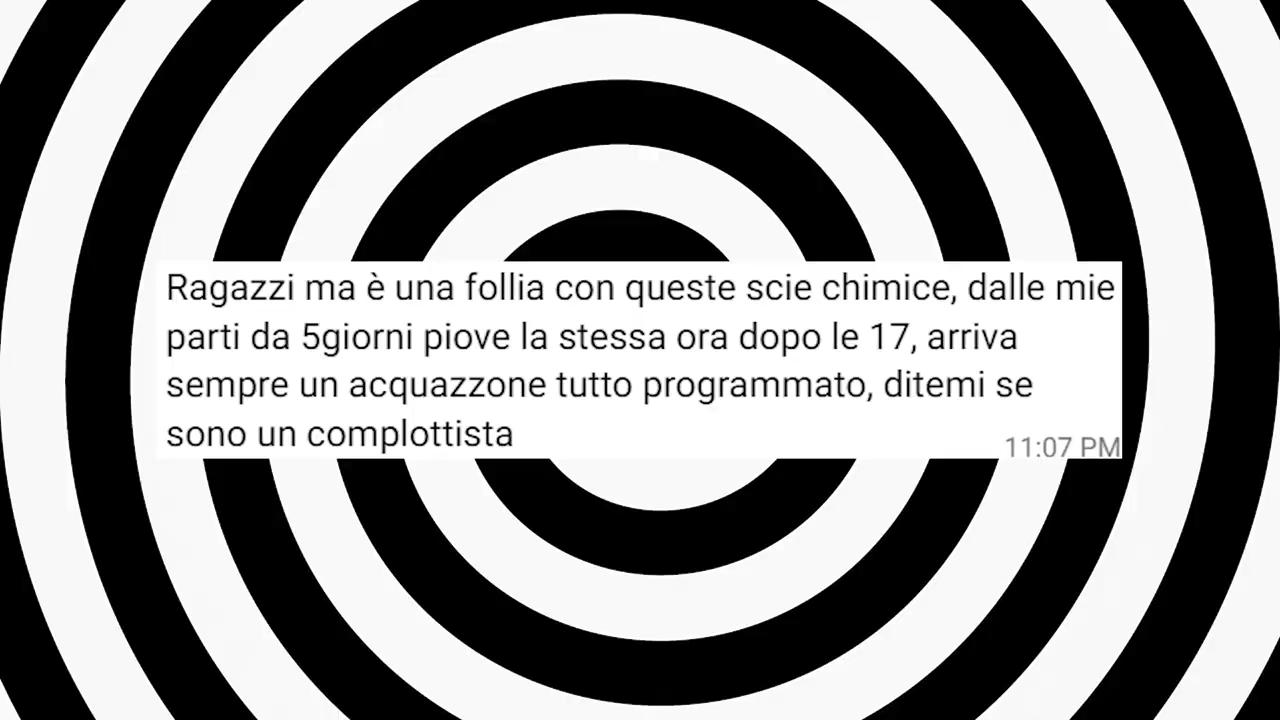 Ragazzi ma è una follia con queste scie chimice, dalle mie
parti da 5giorni piove la stessa ora dopo le 17, arriva
sempre un acquazzone tutto programmato, ditemi se
sono un complottista
11:07 PM